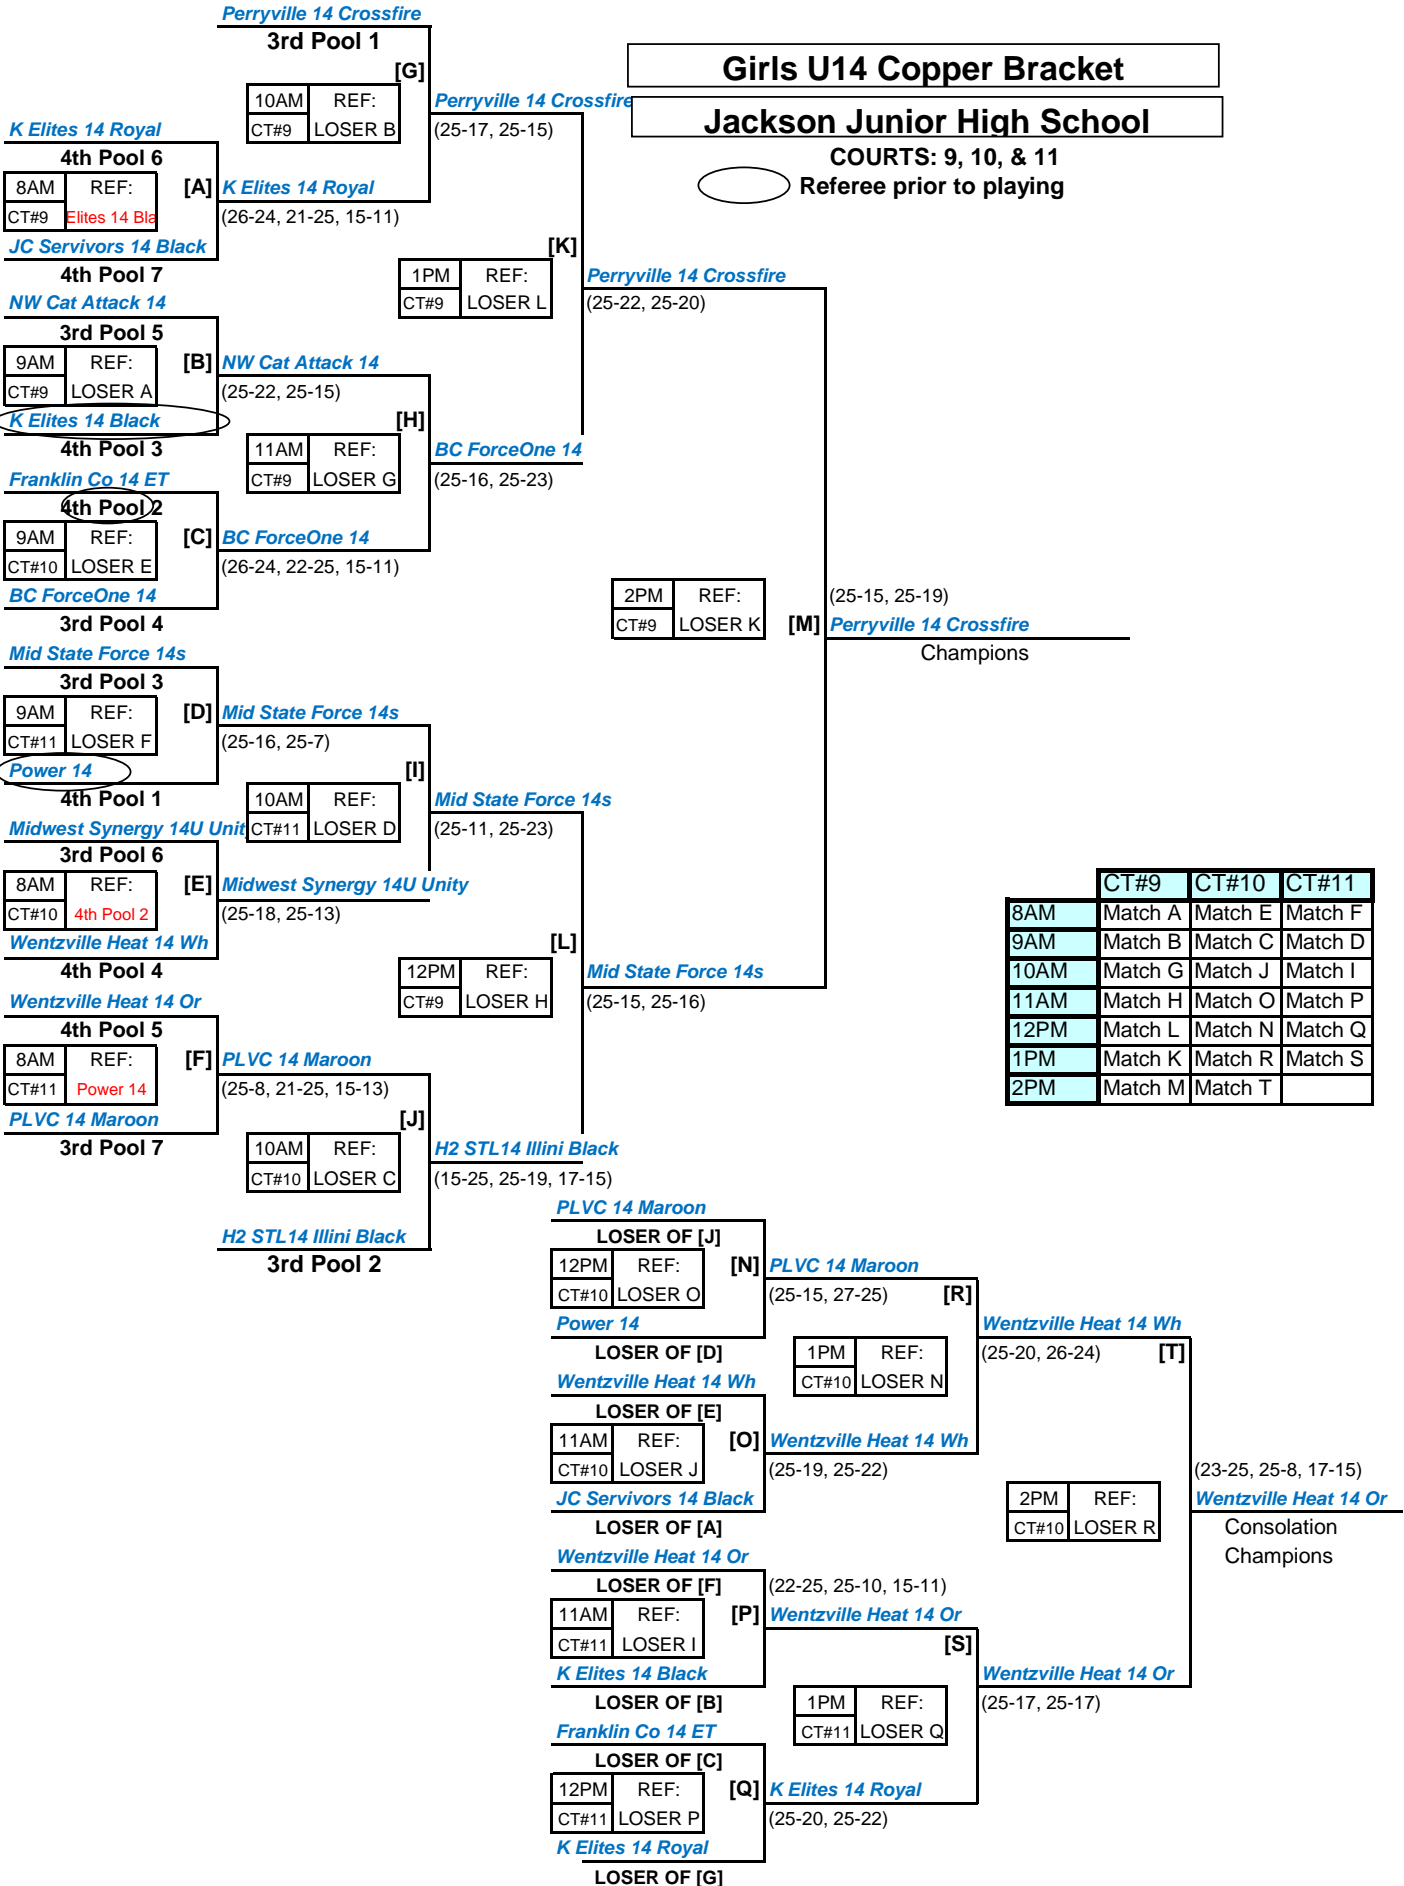 Perryville 14 Crossfire
3rd Pool 1
Girls U14 Copper Bracket
[G]
10AM REF:
CT#9 LOSER B
Perryville 14 Crossfire
(25-17, 25-15)
Jackson Junior High School
COURTS: 9, 10, & 11
Referee prior to playing
K Elites 14 Royal
4th Pool 6
8AM REF:
CT#9 Elites 14 Bla
[A]
K Elites 14 Royal
(26-24, 21-25, 15-11)
JC Servivors 14 Black
4th Pool 7
[K]
1PM REF:
CT#9 LOSER L
Perryville 14 Crossfire
(25-22, 25-20)
NW Cat Attack 14
3rd Pool 5
9AM REF:
CT#9 LOSER A
[B]
NW Cat Attack 14
(25-22, 25-15)
K Elites 14 Black
4th Pool 3
[H]
11AM REF:
CT#9 LOSER G
BC ForceOne 14
(25-16, 25-23)
Franklin Co 14 ET
4th Pool 2
9AM REF:
CT#10 LOSER E
[C]
BC ForceOne 14
(26-24, 22-25, 15-11)
BC ForceOne 14
3rd Pool 4
2PM REF:
CT#9 LOSER K
[M]
(25-15, 25-19)
Perryville 14 Crossfire
Champions
Mid State Force 14s
3rd Pool 3
9AM REF:
CT#11 LOSER F
[D]
Mid State Force 14s
(25-16, 25-7)
Power 14
4th Pool 1
[I]
10AM REF:
CT#11 LOSER D
Mid State Force 14s
(25-11, 25-23)
Midwest Synergy 14U Unit
3rd Pool 6
8AM REF:
CT#10 4th Pool 2
[E]
Midwest Synergy 14U Unity
(25-18, 25-13)
Wentzville Heat 14 Wh
4th Pool 4
[L]
12PM REF:
CT#9 LOSER H
Mid State Force 14s
(25-15, 25-16)
CT#9 CT#10 CT#11
8AM Match A Match E Match F
9AM Match B Match C Match D
10AM Match G Match J Match I
11AM Match H Match O Match P
12PM Match L Match N Match Q
1PM Match K Match R Match S
2PM Match M Match T
Wentzville Heat 14 Or
4th Pool 5
8AM REF:
CT#11 Power 14
[F]
PLVC 14 Maroon
(25-8, 21-25, 15-13)
PLVC 14 Maroon
3rd Pool 7
[J]
10AM REF:
CT#10 LOSER C
H2 STL14 Illini Black
(15-25, 25-19, 17-15)
H2 STL14 Illini Black
3rd Pool 2
PLVC 14 Maroon
LOSER OF [J]
12PM REF:
CT#10 LOSER O
[N]
PLVC 14 Maroon
(25-15, 27-25)
Power 14
LOSER OF [D]
[R]
1PM REF:
CT#10 LOSER N
Wentzville Heat 14 Wh
(25-20, 26-24)
[T]
Wentzville Heat 14 Wh
LOSER OF [E]
11AM REF:
CT#10 LOSER J
[O]
Wentzville Heat 14 Wh
(25-19, 25-22)
JC Servivors 14 Black
LOSER OF [A]
2PM REF:
CT#10 LOSER R
(23-25, 25-8, 17-15)
Wentzville Heat 14 Or
Consolation
Champions
Wentzville Heat 14 Or
LOSER OF [F]
11AM REF:
CT#11 LOSER I
[P]
(22-25, 25-10, 15-11)
Wentzville Heat 14 Or
K Elites 14 Black
LOSER OF [B]
[S]
1PM REF:
CT#11 LOSER Q
Wentzville Heat 14 Or
(25-17, 25-17)
Franklin Co 14 ET
LOSER OF [C]
12PM REF:
CT#11 LOSER P
[Q]
K Elites 14 Royal
(25-20, 25-22)
K Elites 14 Royal
LOSER OF [G]